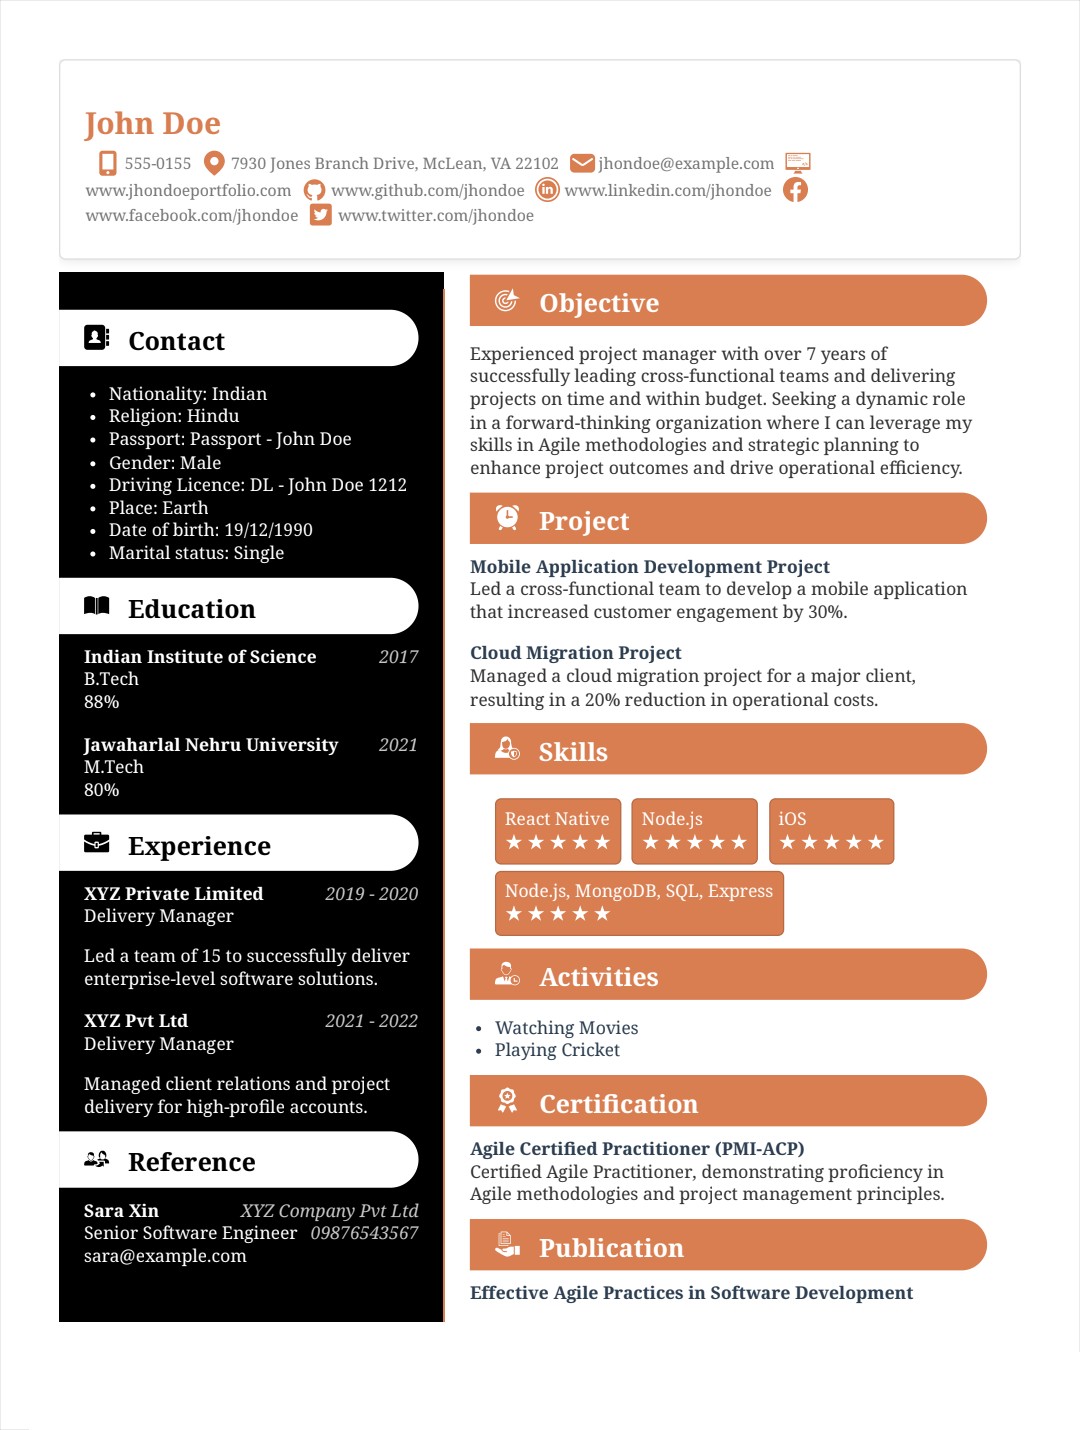 John Doe
555-0155 7930 Jones Branch Drive, McLean, VA 22102 jhondoe@example.com
www.jhondoeportfolio.com www.github.com/jhondoe www.linkedin.com/jhondoe
www.facebook.com/jhondoe www.twitter.com/jhondoe
Contact
• Nationality: Indian
• Religion: Hindu
• Passport: Passport - John Doe
• Gender: Male
• Driving Licence: DL - John Doe 1212
• Place: Earth
• Date of birth: 19/12/1990
• Marital status: Single
Education
Indian Institute of Science 2017
B.Tech
88%
Jawaharlal Nehru University 2021
M.Tech
80%
Experience
XYZ Private Limited 2019 - 2020
Delivery Manager
Led a team of 15 to successfully deliver
enterprise-level software solutions.
XYZ Pvt Ltd 2021 - 2022
Delivery Manager
Managed client relations and project
delivery for high-profile accounts.
Reference
Sara Xin XYZ Company Pvt Ltd
Senior Software Engineer 09876543567
sara@example.com
Objective
Experienced project manager with over 7 years of
successfully leading cross-functional teams and delivering
projects on time and within budget. Seeking a dynamic role
in a forward-thinking organization where I can leverage my
skills in Agile methodologies and strategic planning to
enhance project outcomes and drive operational efficiency.
Project
Mobile Application Development Project
Led a cross-functional team to develop a mobile application
that increased customer engagement by 30%.
Cloud Migration Project
Managed a cloud migration project for a major client,
resulting in a 20% reduction in operational costs.
Skills
React Native Node.js iOS
★★★★★ ★★★★★ ★★★★★
Node.js, MongoDB, SQL, Express
★★★★★
Activities
• Watching Movies
• Playing Cricket
Certification
Agile Certified Practitioner (PMI-ACP)
Certified Agile Practitioner, demonstrating proficiency in
Agile methodologies and project management principles.
Publication
Effective Agile Practices in Software Development